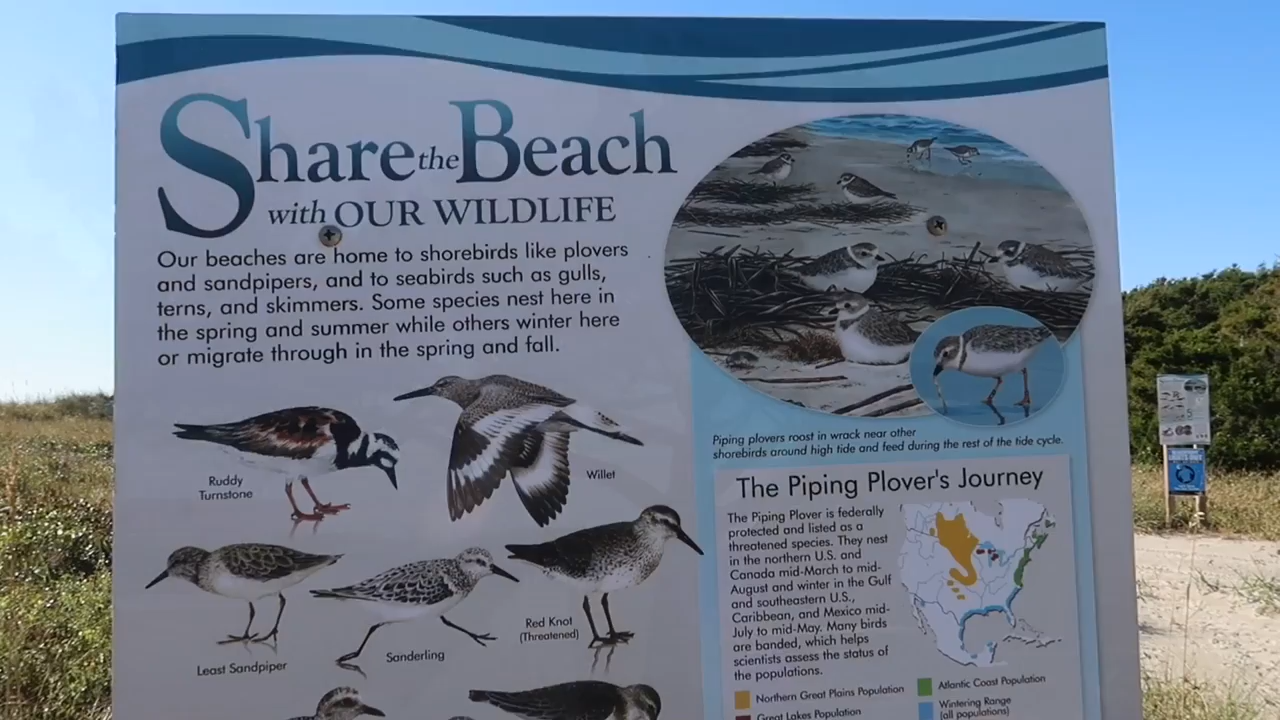 Share the Beach
with OUR WILDLIFE
Our beaches are home to shorebirds like plovers
and sandpipers, and to seabirds such as gulls,
terns, and skimmers. Some species nest here in
the spring and summer while others winter here
or migrate through in the spring and fall.
Ruddy
Turnstone
Willet
Least Sandpiper
Sanderling
Red Knot
(Threatened)
Piping plovers roost in wrack near other
shorebirds around high tide and feed during the rest of the tide cycle.
The Piping Plover's Journey
The Piping Plover is federally
protected and listed as a
threatened species. They nest
in the northern U.S. and
Canada mid-March to mid-
August and winter in the Gulf
and southeastern U.S.,
Caribbean, and Mexico mid-
July to mid-May. Many birds
are banded, which helps
scientists assess the status of
the populations.
Northern Great Plains Population
Great Lakes Population
Atlantic Coast Population
Wintering Range
(all populations)